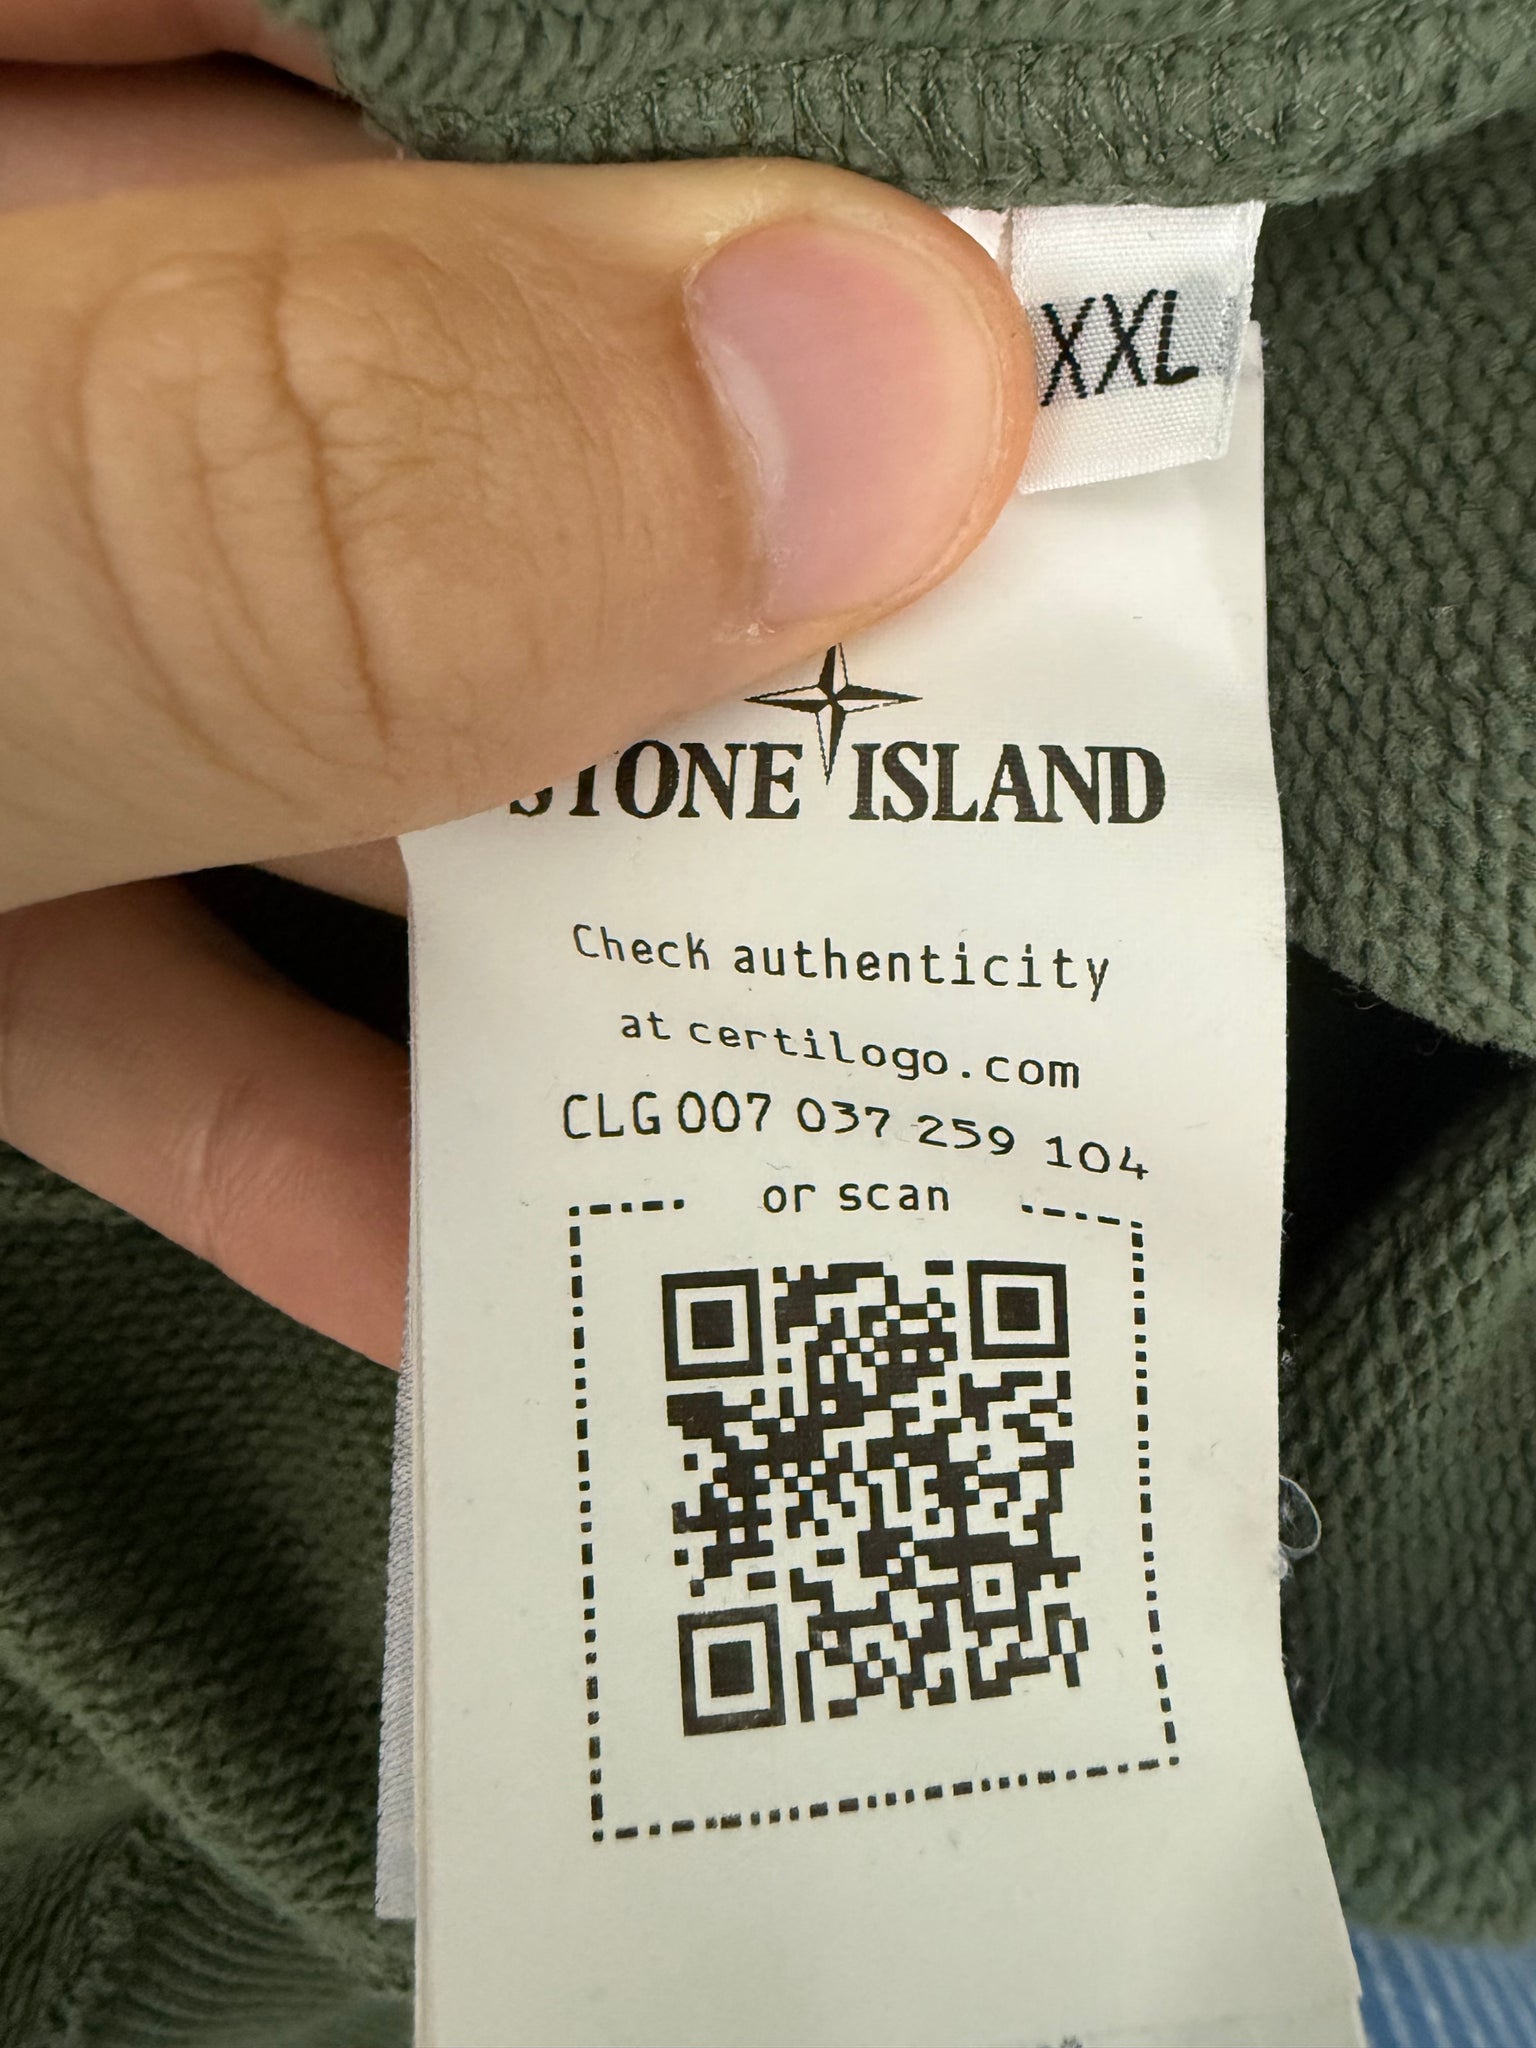 XXL
STONE ISLAND
Check authenticity
at certilogo.com
CLG 007 037 259 104
or scan